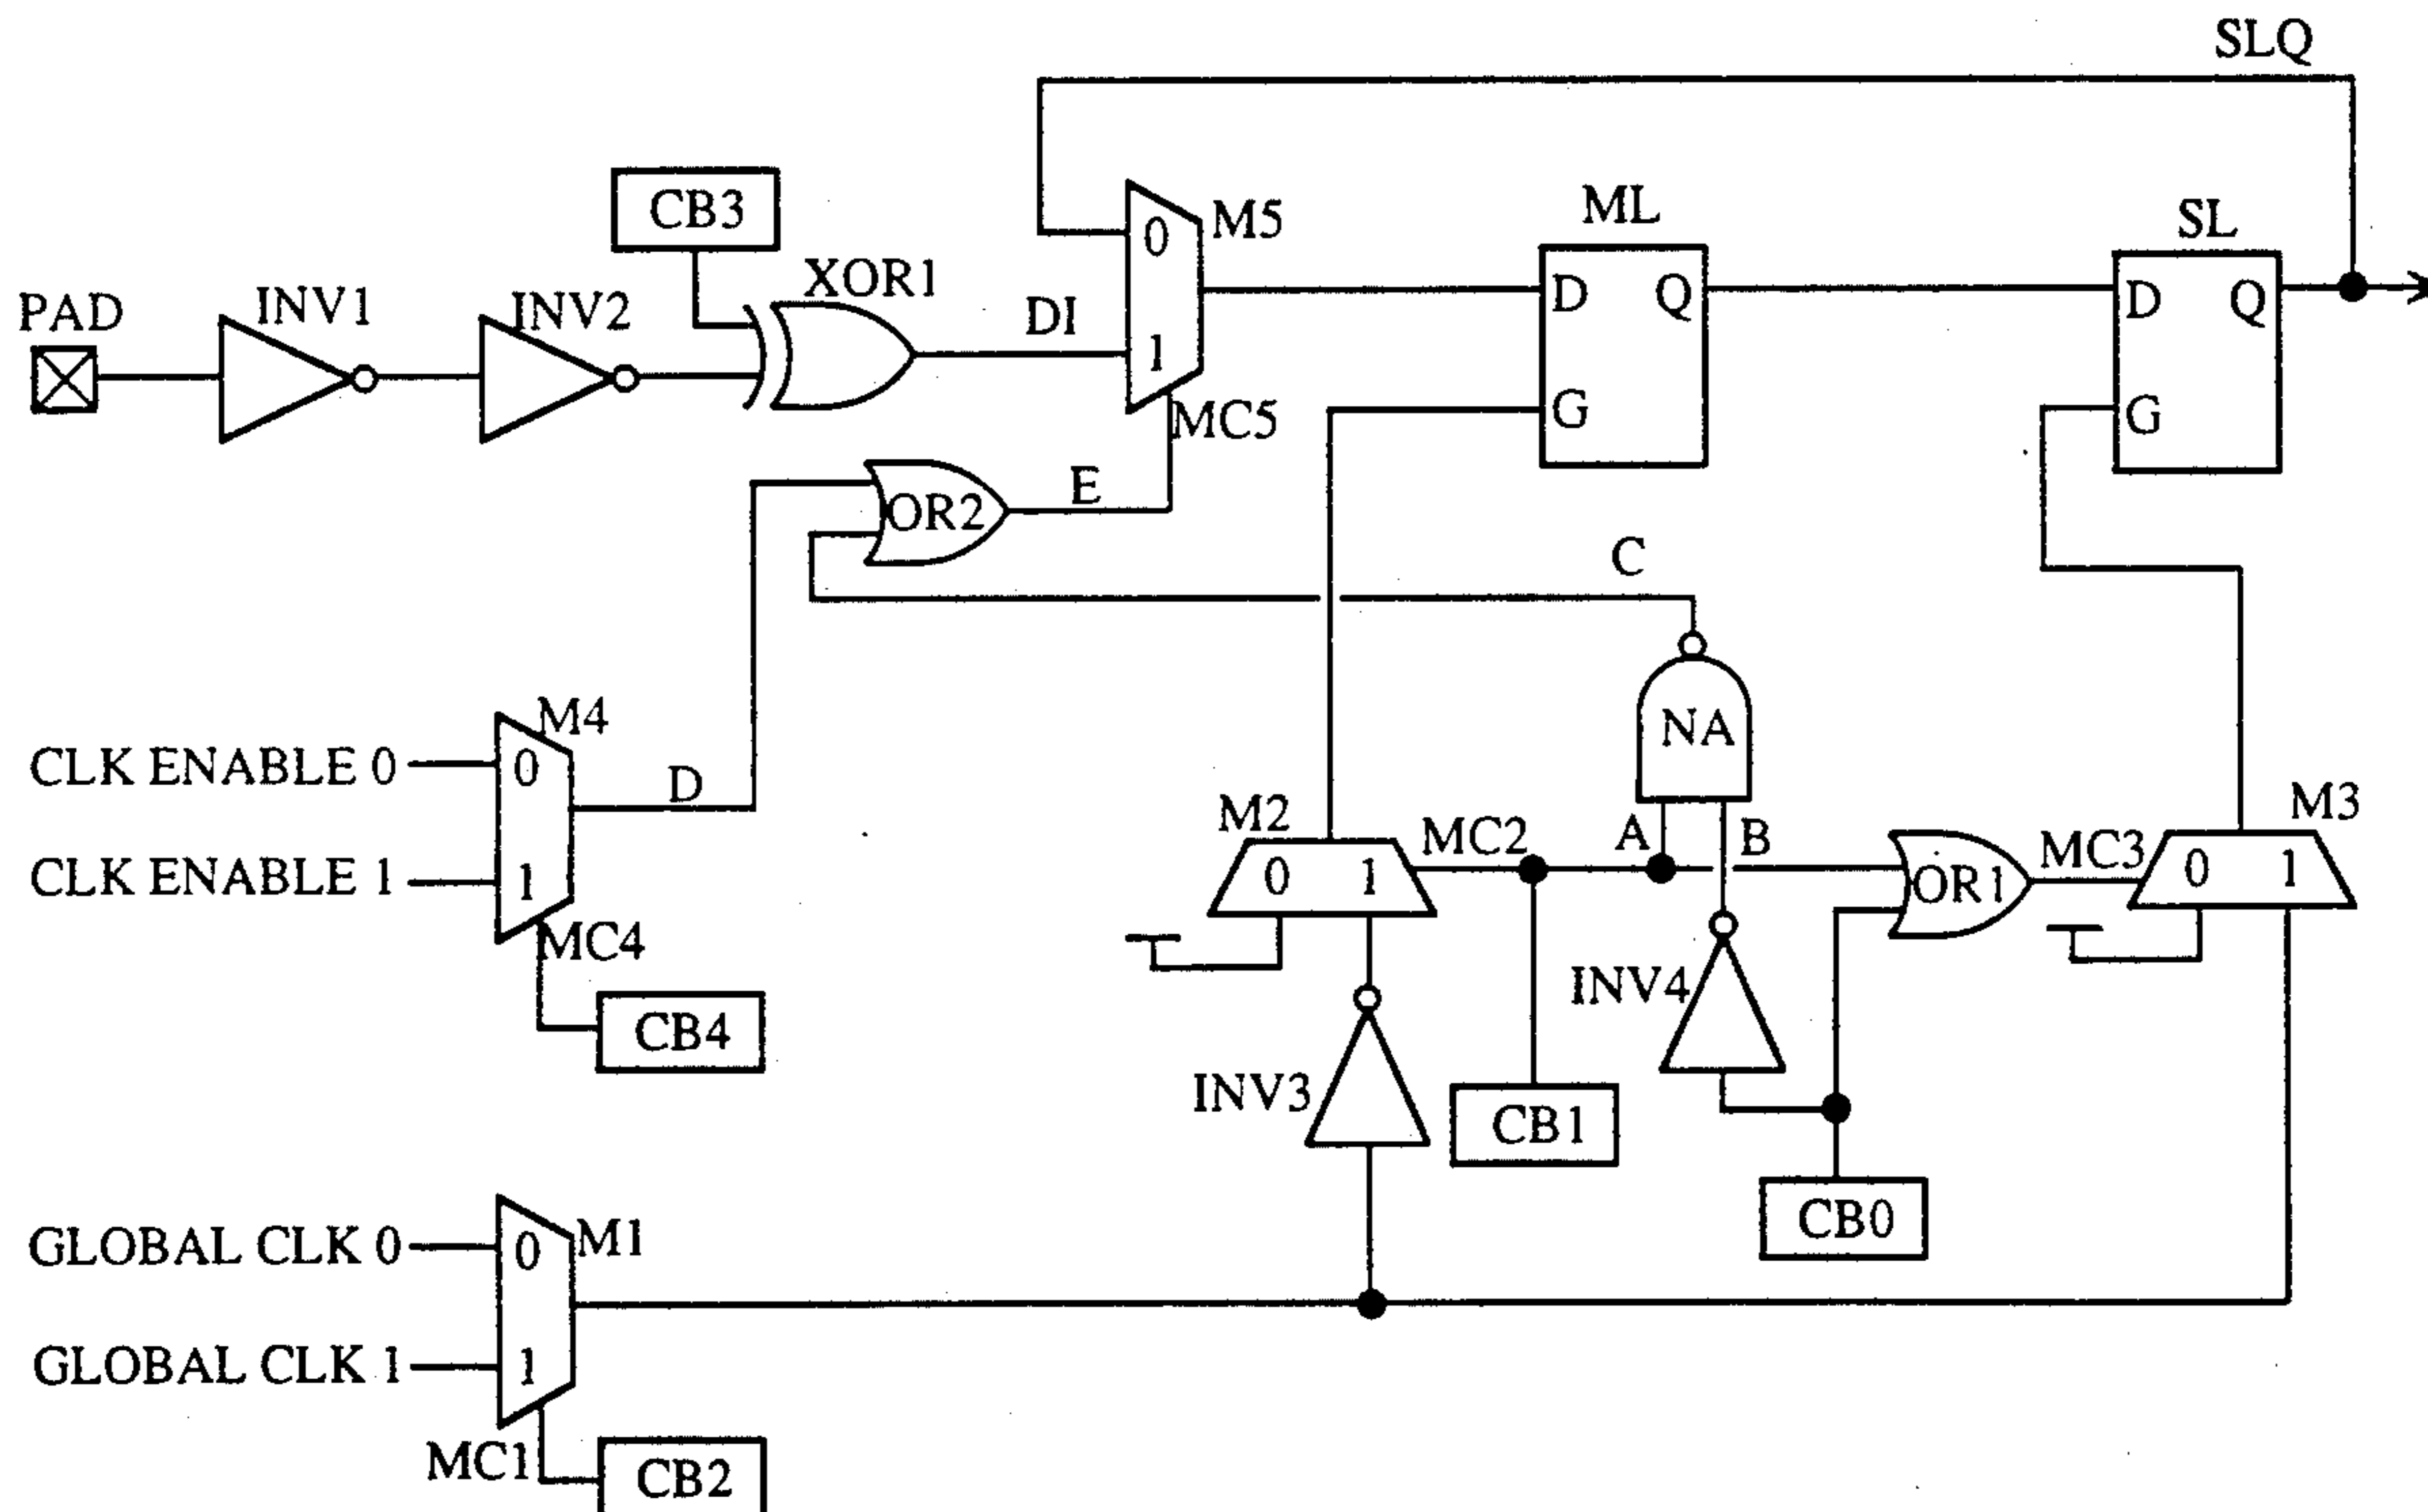 SLQ
CB3
M5
ML
SL
PAD
INV1
INV2
XOR1
DI
0
1
D
Q
G
D
Q
G
MC5
OR2
E
C
M4
CLK ENABLE 0
0
D
CLK ENABLE 1
1
MC4
CB4
NA
M2
MC2
A
B
MC3
M3
0
1
OR1
0
1
INV4
INV3
CB1
CB0
GLOBAL CLK 0
0
M1
GLOBAL CLK 1
1
MC1
CB2